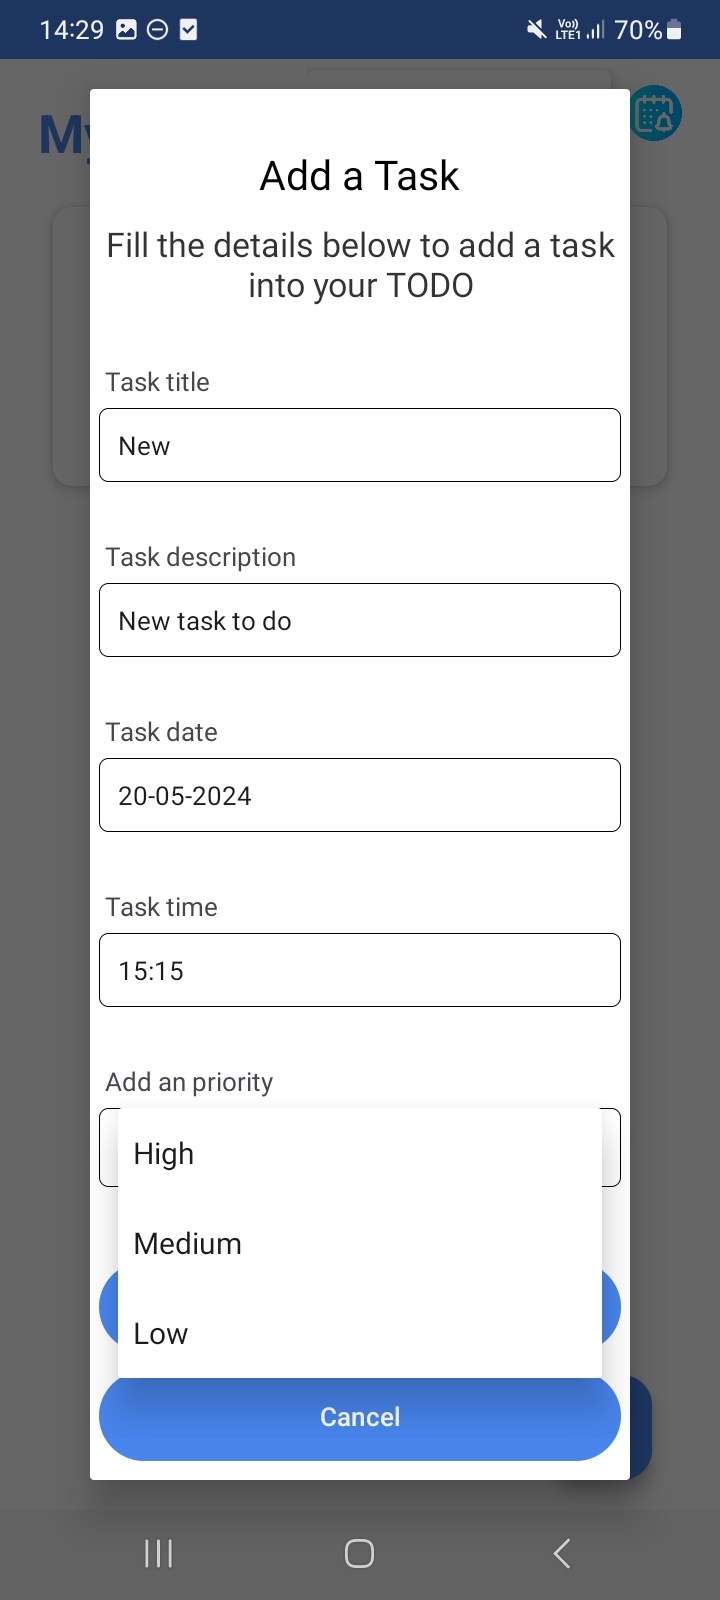 14:29
Vo)) LTE1 70%
My
Add a Task
Fill the details below to add a task
into your TODO
Task title
New
Task description
New task to do
Task date
20-05-2024
Task time
15:15
Add an priority
High
Medium
Low
Cancel